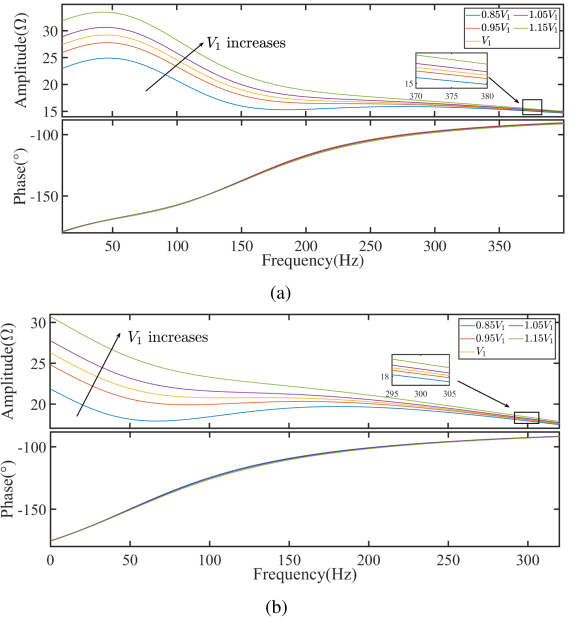 30
25
20
15
Amplitude(Ω)
V₁ increases
0.85V₁ 1.05V₁
0.95V₁ 1.15V₁
V₁
15
370 375 380
-100
-150
Phase(°)
50 100 150 200 250 300 350
Frequency(Hz)
(a)
30
25
20
Amplitude(Ω)
V₁ increases
0.85V₁ 1.05V₁
0.95V₁ 1.15V₁
V₁
18
295 300 305
-100
-150
Phase(°)
0 50 100 150 200 250 300
Frequency(Hz)
(b)